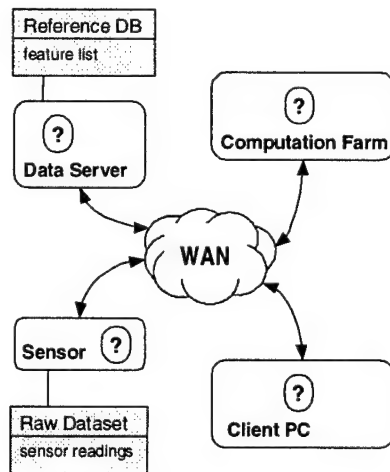 Reference DB
feature list
?
Data Server
?
Computation Farm
WAN
Sensor
?
Raw Dataset
sensor readings
?
Client PC